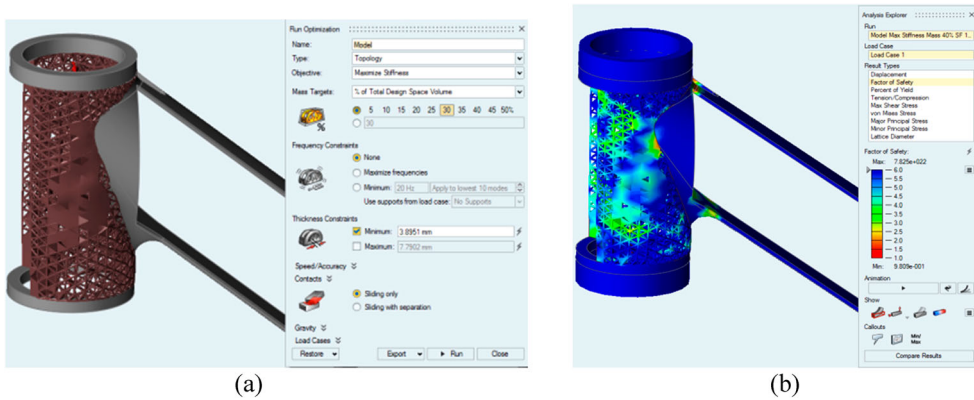 Run Optimization
Name: Model
Type: Topology
Objective: Maximize Stiffness
Mass Targets: % of Total Design Space Volume
5 10 15 20 25 30 35 40 45 50%
30
%
Frequency Constraints
None
Maximize frequencies
Minimum: 20 Hz Apply to lowest 10 modes
Use supports from load case: No Supports
Thickness Constraints
Minimum: 3.8951 mm
Maximum: 7.7902 mm
Speed/Accuracy
Contacts
Sliding only
Sliding with separation
Gravity
Load Cases
Restore Export Run Close
(a)
Analysis Explorer
Run
Model Max Stiffness Mass 40% SF 1..
Load Case
Load Case 1
Result Types
Displacement
Factor of Safety
Percent of Yield
Tension/Compression
Max Shear Stress
von Mises Stress
Major Principal Stress
Minor Principal Stress
Lattice Diameter
Factor of Safety:
Max: 7.825e+022
6.0
5.5
5.0
4.5
4.0
3.5
3.0
2.5
2.0
1.5
1.0
Min: 9.809e-001
Animation
Show
Callouts
Min/
Max
Compare Results
(b)